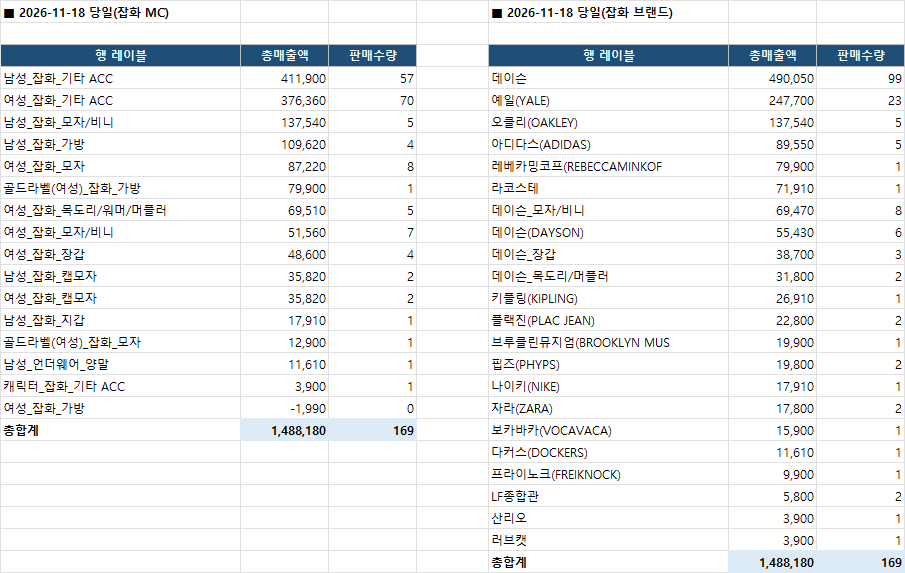 ■ 2026-11-18 당일(잡화 MC)
행 레이블 총매출액 판매수량
남성_잡화_기타 ACC 411,900 57
여성_잡화_기타 ACC 376,360 70
남성_잡화_모자/비니 137,540 5
남성_잡화_가방 109,620 4
여성_잡화_모자 87,220 8
골드라벨(여성)_잡화_가방 79,900 1
여성_잡화_목도리/워머/머플러 69,510 5
여성_잡화_모자/비니 51,560 7
여성_잡화_장갑 48,600 4
남성_잡화_캡모자 35,820 2
여성_잡화_캡모자 35,820 2
남성_잡화_지갑 17,910 1
골드라벨(여성)_잡화_모자 12,900 1
남성_언더웨어_양말 11,610 1
캐릭터_잡화_기타 ACC 3,900 1
여성_잡화_가방 -1,990 0
총합계 1,488,180 169
■ 2026-11-18 당일(잡화 브랜드)
행 레이블 총매출액 판매수량
데이슨 490,050 99
예일(YALE) 247,700 23
오클리(OAKLEY) 137,540 5
아디다스(ADIDAS) 89,550 5
레베카밍코프(REBECCAMINKOF 79,900 1
라코스테 71,910 1
데이슨_모자/비니 69,470 8
데이슨(DAYSON) 55,430 6
데이슨_장갑 38,700 3
데이슨_목도리/머플러 31,800 2
키플링(KIPLING) 26,910 1
플랙진(PLAC JEAN) 22,800 2
브루클린뮤지엄(BROOKLYN MUS 19,900 1
핍즈(PHYPS) 19,800 2
나이키(NIKE) 17,910 1
자라(ZARA) 17,800 2
보카바카(VOCAVACA) 15,900 1
다커스(DOCKERS) 11,610 1
프라이노크(FREIKNOCK) 9,900 1
LF종합관 5,800 2
산리오 3,900 1
러브캣 3,900 1
총합계 1,488,180 169